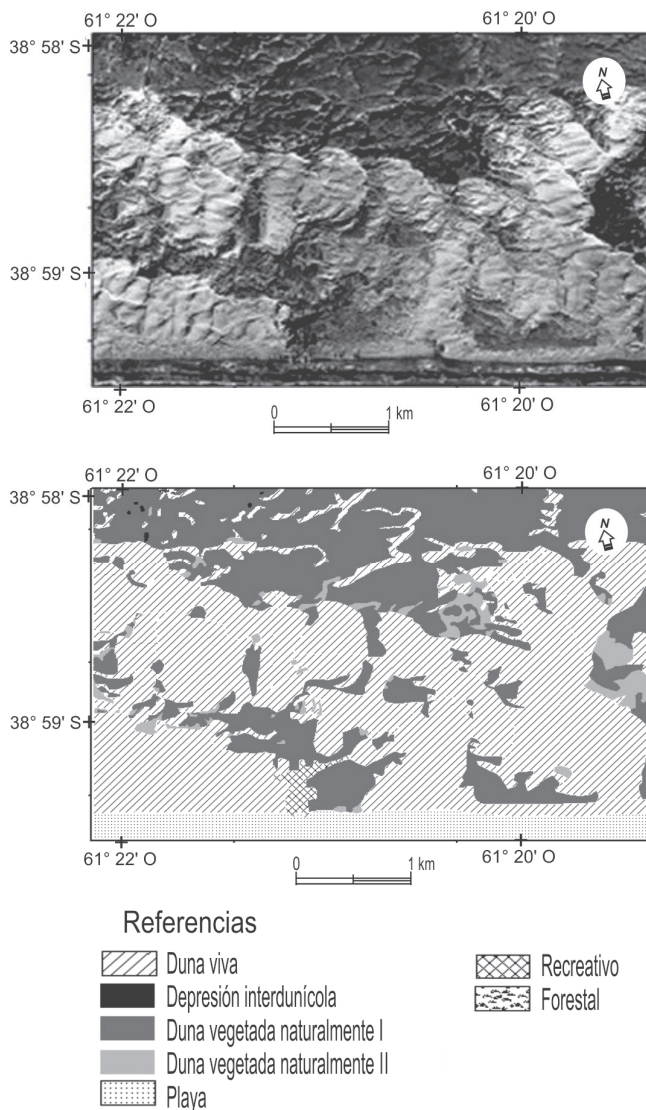 61° 22' O 61° 20' O
38° 58' S
N
38° 59' S
61° 22' O 61° 20' O
0 1 km
61° 22' O 61° 20' O
38° 58' S
N
38° 59' S
61° 22' O 61° 20' O
0 1 km
Referencias
Duna viva
Depresión interdunícola
Duna vegetada naturalmente I
Duna vegetada naturalmente II
Playa
Recreativo
Forestal